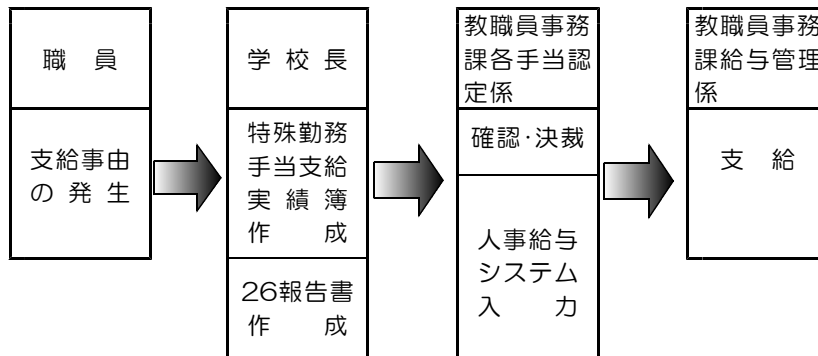 職　員
支給事由
の 発 生
学 校 長
特殊勤務
手当支給
実 績 簿
作　　成
26報告書
作　　成
教職員事務
課各手当認
定係
確認・決裁
人事給与
システム
入　　力
教職員事務
課給与管理
係
支　給